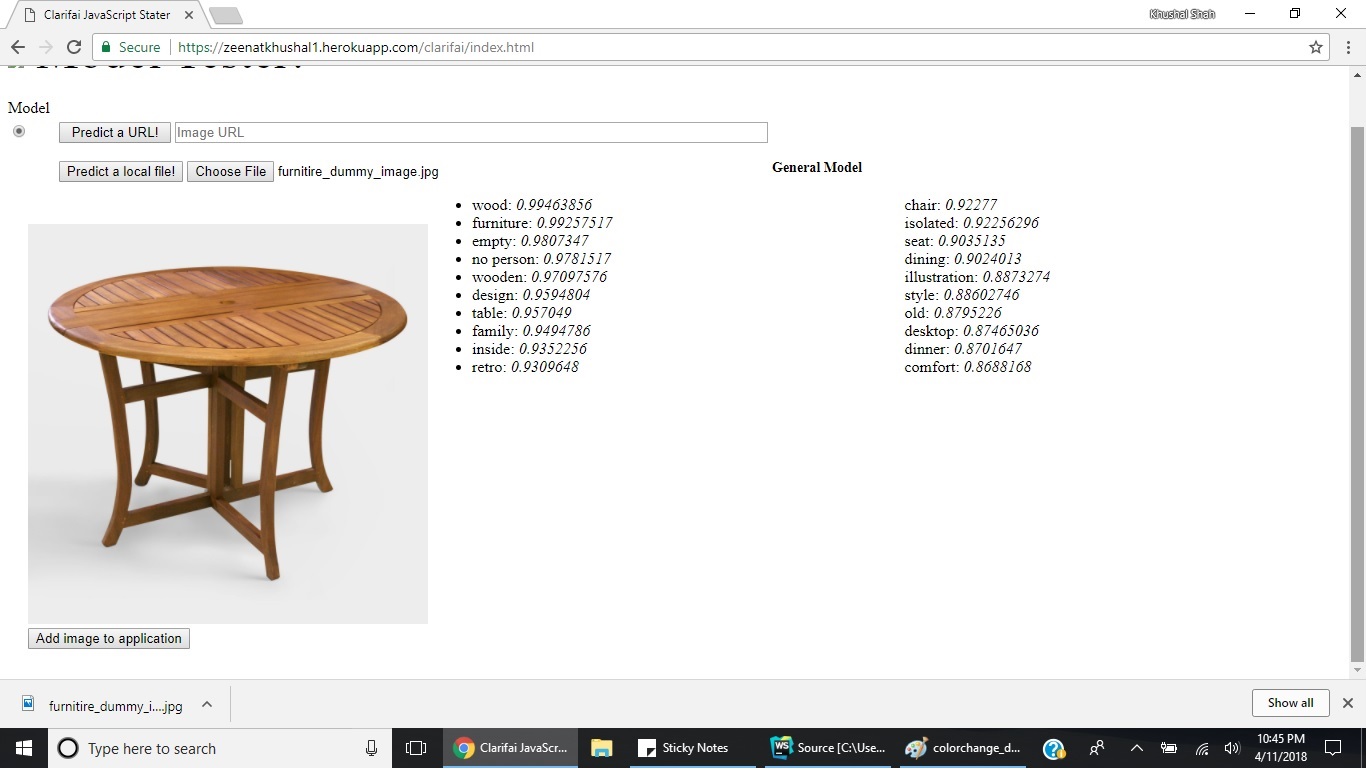 Clarifai JavaScript Stater
Khushal Shah
Secure
https://zeenatkhushal1.herokuapp.com/clarifai/index.html
Model Tester!
Model
Predict a URL!
Image URL
Predict a local file!
Choose File
furnitire_dummy_image.jpg
General Model
wood: 0.99463856
furniture: 0.99257517
empty: 0.9807347
no person: 0.9781517
wooden: 0.97097576
design: 0.9594804
table: 0.957049
family: 0.9494786
inside: 0.9352256
retro: 0.9309648
chair: 0.92277
isolated: 0.92256296
seat: 0.9035135
dining: 0.9024013
illustration: 0.8873274
style: 0.88602746
old: 0.8795226
desktop: 0.87465036
dinner: 0.8701647
comfort: 0.8688168
Add image to application
furnitire_dummy_i....jpg
Show all
Type here to search
Clarifai JavaScr...
Sticky Notes
WS
Source [C:\Use...
colorchange_d...
10:45 PM
4/11/2018